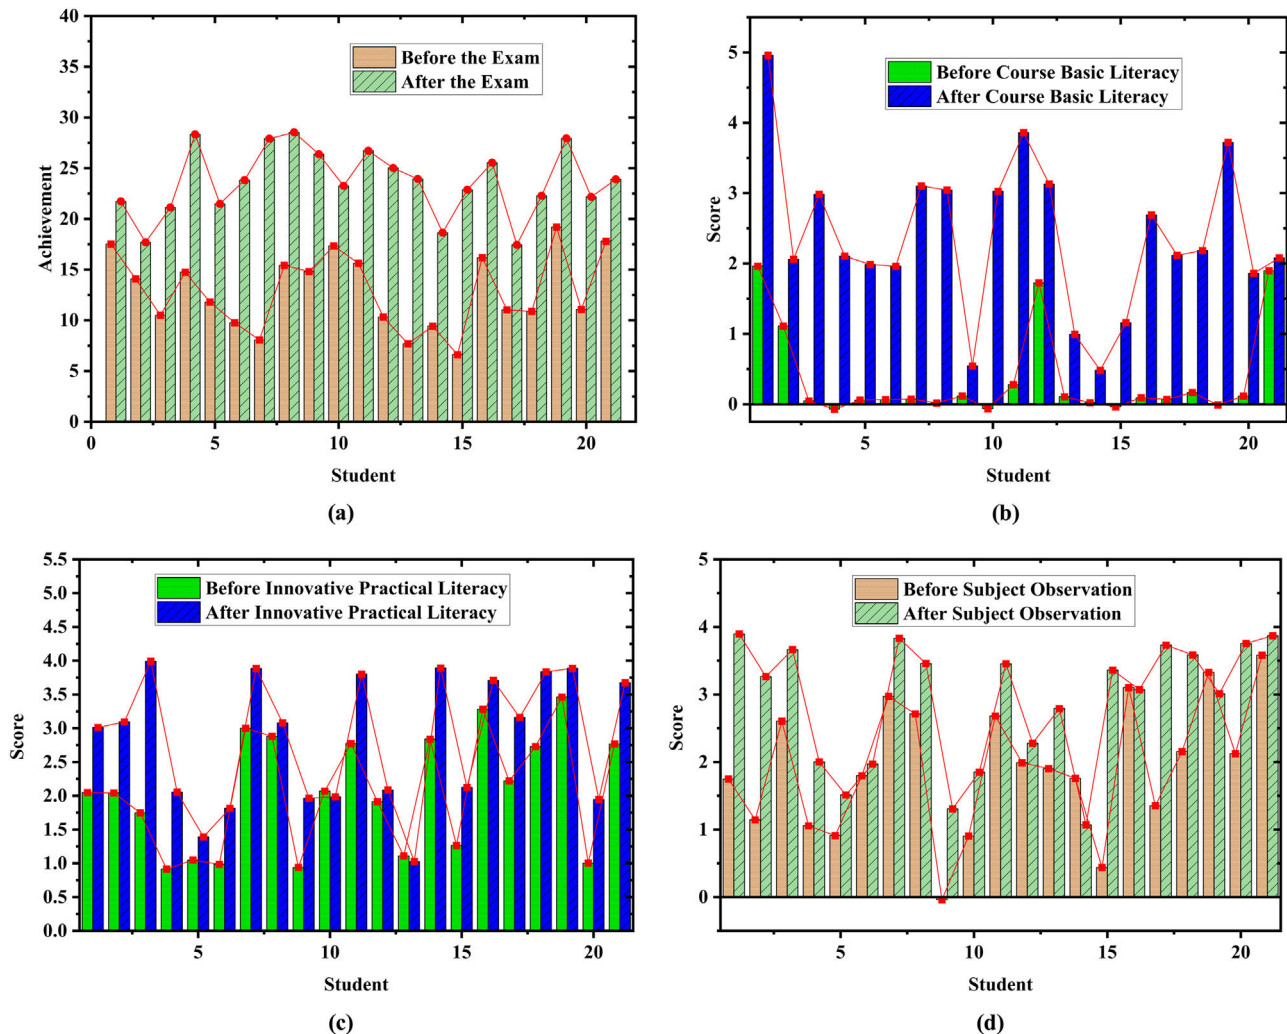 40
35
30
25
20
15
10
5
0
Achievement
Before the Exam
After the Exam
0 5 10 15 20
Student
(a)
5
4
3
2
1
0
Score
Before Course Basic Literacy
After Course Basic Literacy
5 10 15 20
Student
(b)
5.5
5.0
4.5
4.0
3.5
3.0
2.5
2.0
1.5
1.0
0.5
0.0
Score
Before Innovative Practical Literacy
After Innovative Practical Literacy
5 10 15 20
Student
(c)
5
4
3
2
1
0
Score
Before Subject Observation
After Subject Observation
5 10 15 20
Student
(d)